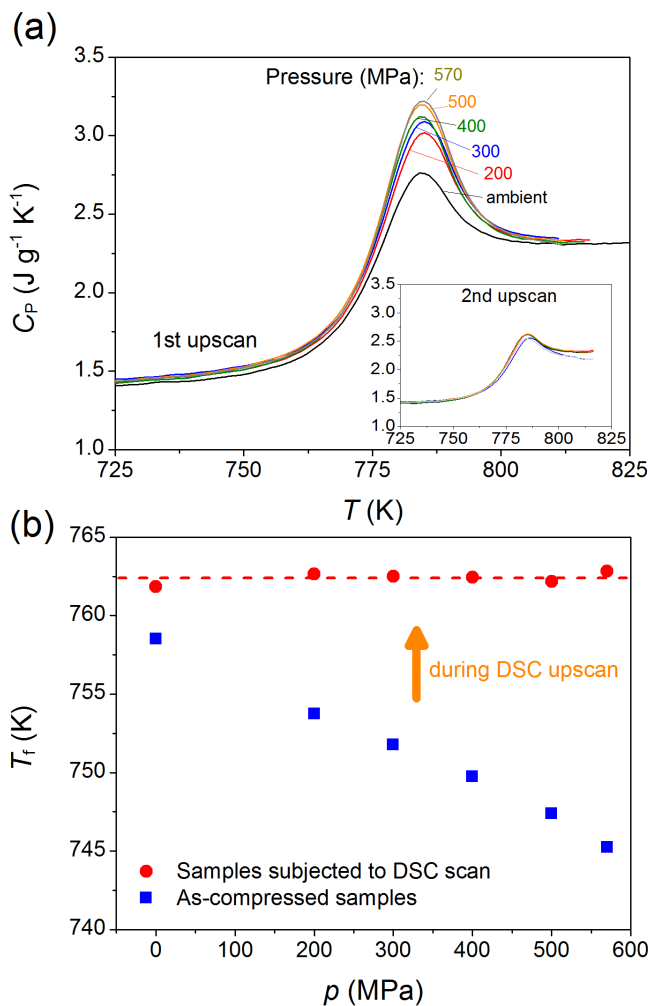 (a)
3.5
3.0
2.5
2.0
1.5
1.0
C_P (J g⁻¹ K⁻¹)
Pressure (MPa):
570
500
400
300
200
ambient
1st upscan
2nd upscan
3.5
3.0
2.5
2.0
1.5
1.0
725 750 775 800 825
725 750 775 800 825
T (K)
(b)
765
760
755
750
745
740
T_f (K)
during DSC upscan
Samples subjected to DSC scan
As-compressed samples
0 100 200 300 400 500 600
p (MPa)